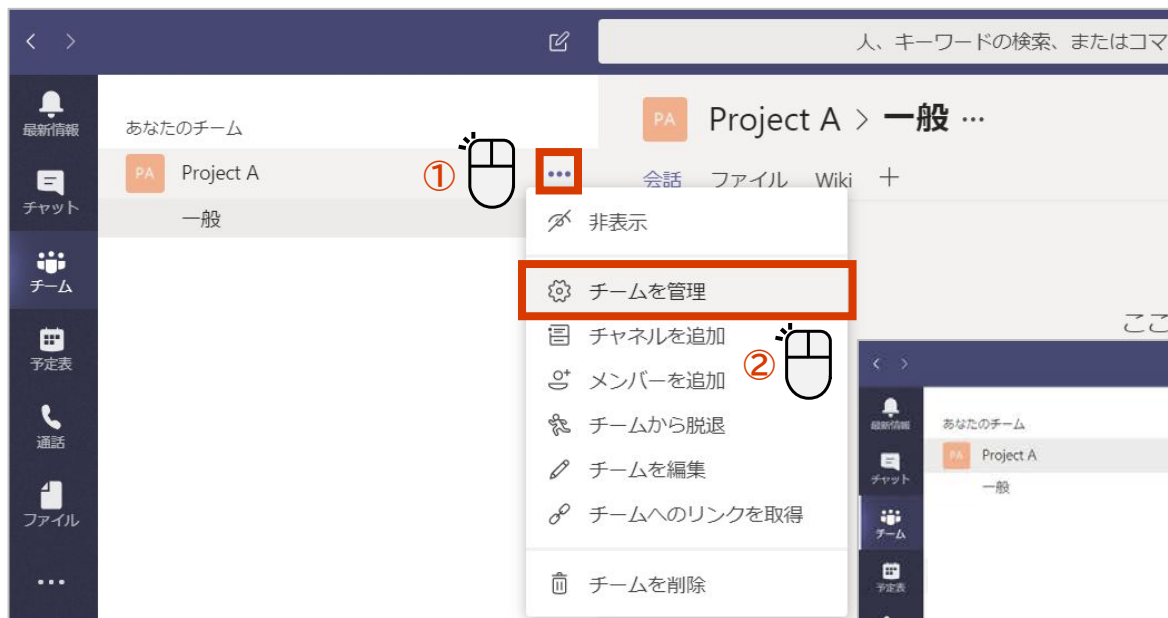 人、キーワードの検索、またはコマ
最新情報
チャット
チーム
予定表
通話
ファイル
あなたのチーム
PA Project A
一般
①
PA Project A > 一般 …
会話 ファイル Wiki +
非表示
チームを管理
チャネルを追加
メンバーを追加
チームから脱退
チームを編集
チームへのリンクを取得
チームを削除
②
ここ
最新情報
チャット
チーム
予定表
あなたのチーム
PA Project A
一般